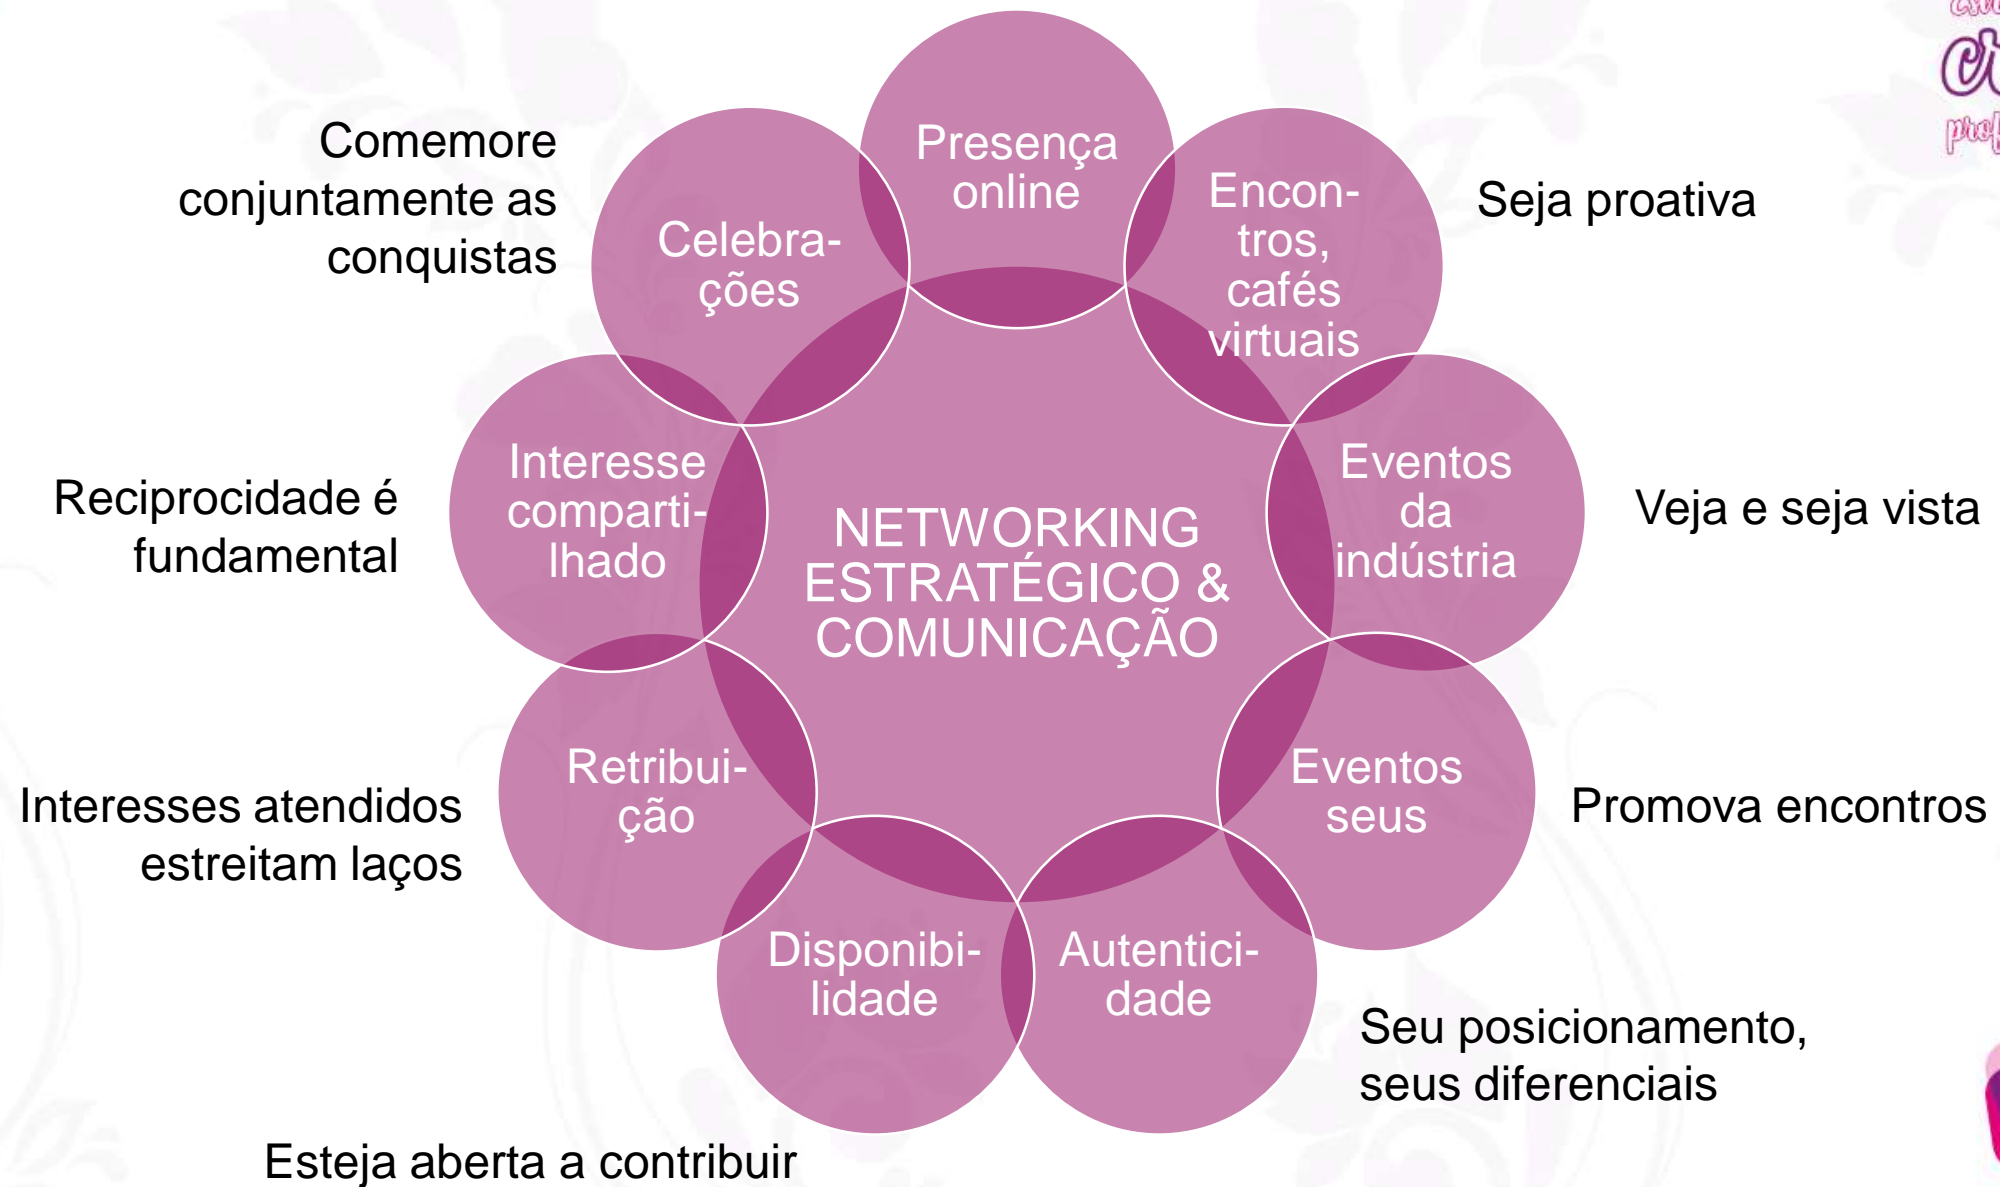 Presença
online
Encon-
tros,
cafés
virtuais
Seja proativa
Eventos
da
indústria
Veja e seja vista
Eventos
seus
Promova encontros
Autentici-
dade
Seu posicionamento,
seus diferenciais
Disponibi-
lidade
Esteja aberta a contribuir
Retribui-
ção
Interesses atendidos
estreitam laços
Interesse
comparti-
lhado
Reciprocidade é
fundamental
Celebra-
ções
Comemore
conjuntamente as
conquistas
NETWORKING
ESTRATÉGICO &
COMUNICAÇÃO